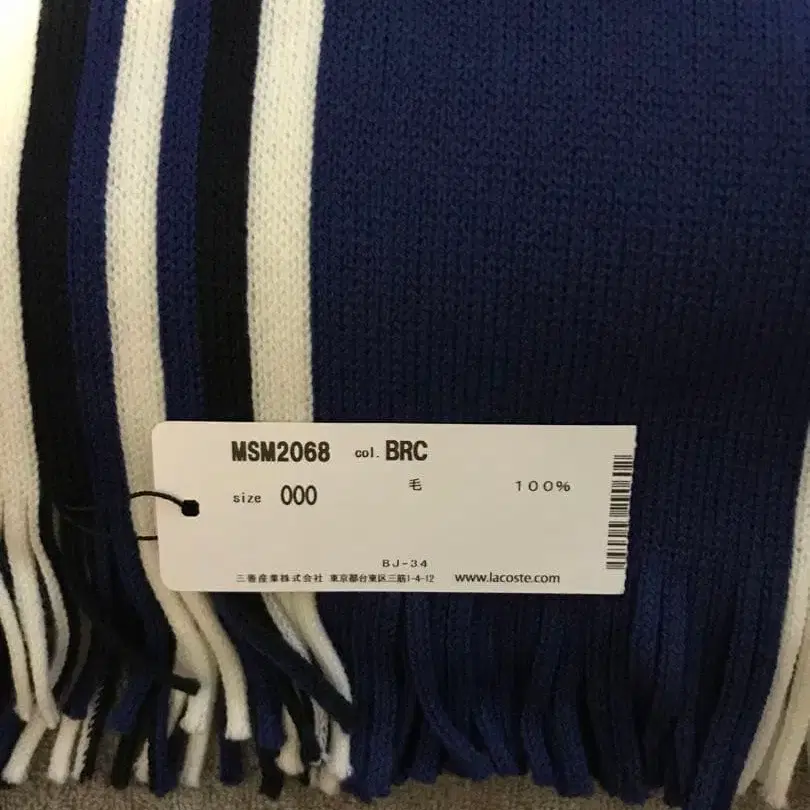 MSM2068 col. BRC
size 000 毛 100%
BJ-34
三善産業株式会社 東京都台東区三筋1-4-12 www.lacoste.com